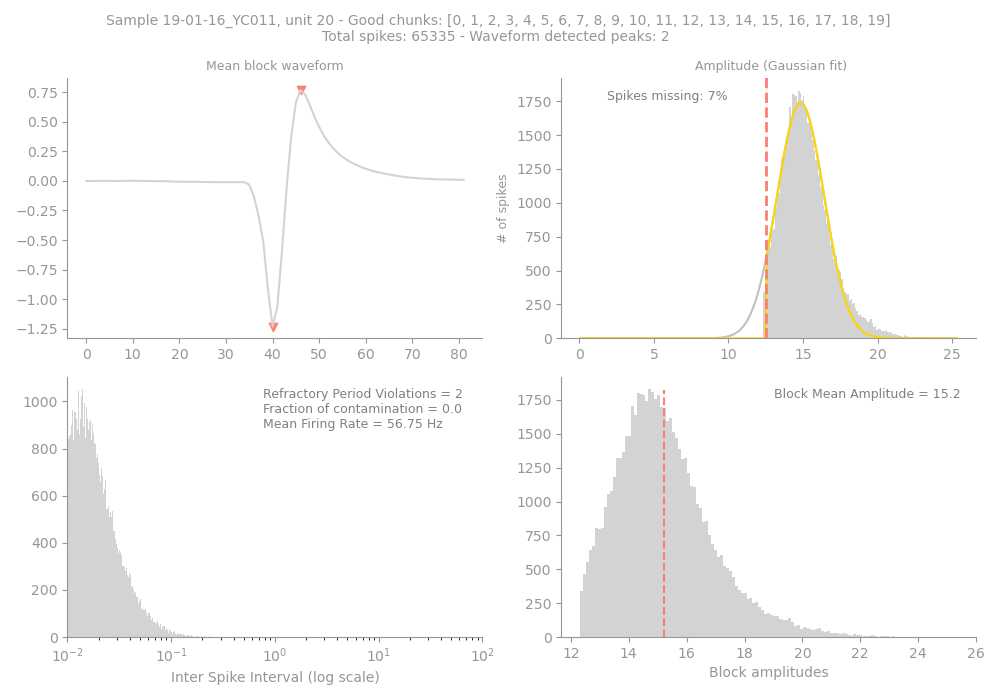 Sample 19-01-16_YC011, unit 20 - Good chunks: [0, 1, 2, 3, 4, 5, 6, 7, 8, 9, 10, 11, 12, 13, 14, 15, 16, 17, 18, 19]
Total spikes: 65335 - Waveform detected peaks: 2
Mean block waveform
0.75
0.50
0.25
0.00
−0.25
−0.50
−0.75
−1.00
−1.25
0 10 20 30 40 50 60 70 80
Amplitude (Gaussian fit)
Spikes missing: 7%
# of spikes
1750
1500
1250
1000
750
500
250
0
0 5 10 15 20 25
Refractory Period Violations = 2
Fraction of contamination = 0.0
Mean Firing Rate = 56.75 Hz
1000
800
600
400
200
0
10⁻² 10⁻¹ 10⁰ 10¹ 10²
Inter Spike Interval (log scale)
Block Mean Amplitude = 15.2
1750
1500
1250
1000
750
500
250
0
12 14 16 18 20 22 24 26
Block amplitudes